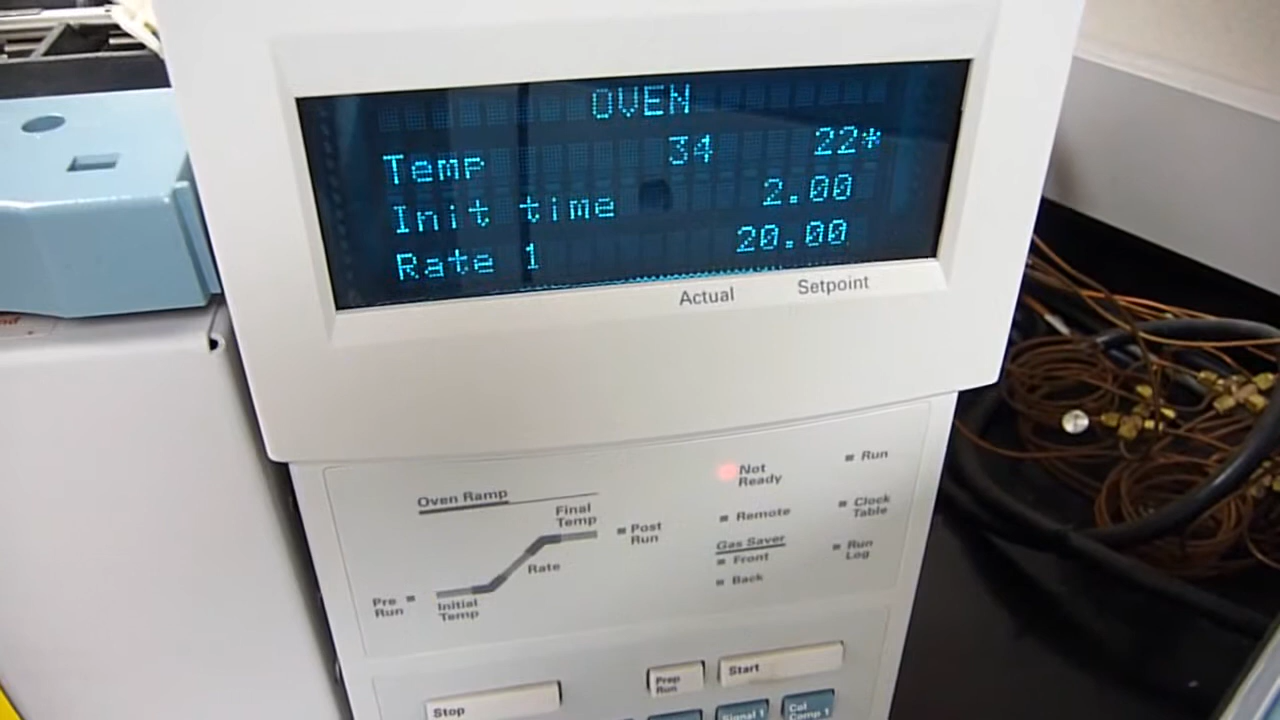 OVEN
Temp 34 22*
Init time 2.00
Rate 1 20.00
Actual Setpoint
Not Ready
Run
Oven Ramp
Final Temp
Post Run
Remote
Clock Table
Gas Saver
Front
Run Log
Rate
Back
Pre Run
Initial Temp
Prep Run
Start
Stop
Signal 1
Col Comp 1